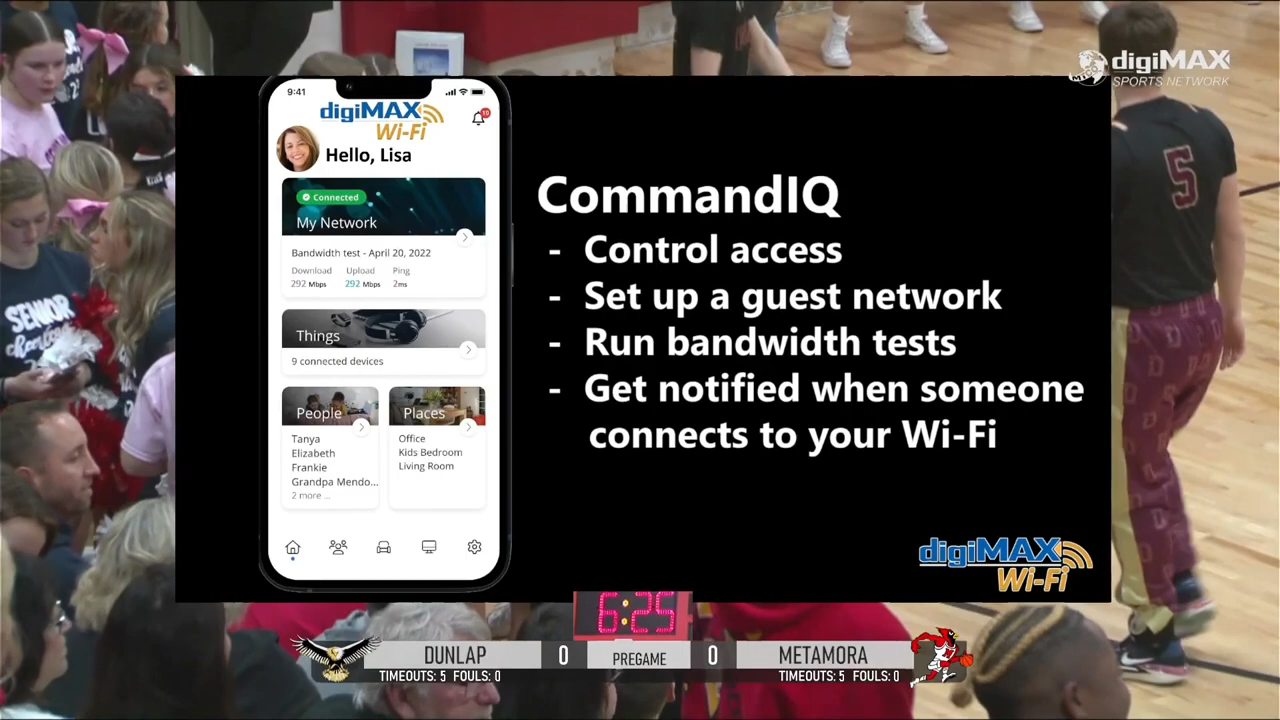 digiMAX
SPORTS NETWORK
MTCO
9:41
digiMAX
Wi-Fi
10
Hello, Lisa
Connected
My Network
Bandwidth test - April 20, 2022
Download Upload Ping
292 Mbps 292 Mbps 2ms
Things
9 connected devices
People
Tanya
Elizabeth
Frankie
Grandpa Mendo...
2 more ...
Places
Office
Kids Bedroom
Living Room
CommandIQ
- Control access
- Set up a guest network
- Run bandwidth tests
- Get notified when someone
connects to your Wi-Fi
digiMAX
Wi-Fi
SENIOR
5
6:25
DUNLAP 0 PREGAME 0 METAMORA
TIMEOUTS: 5 FOULS: 0
TIMEOUTS: 5 FOULS: 0